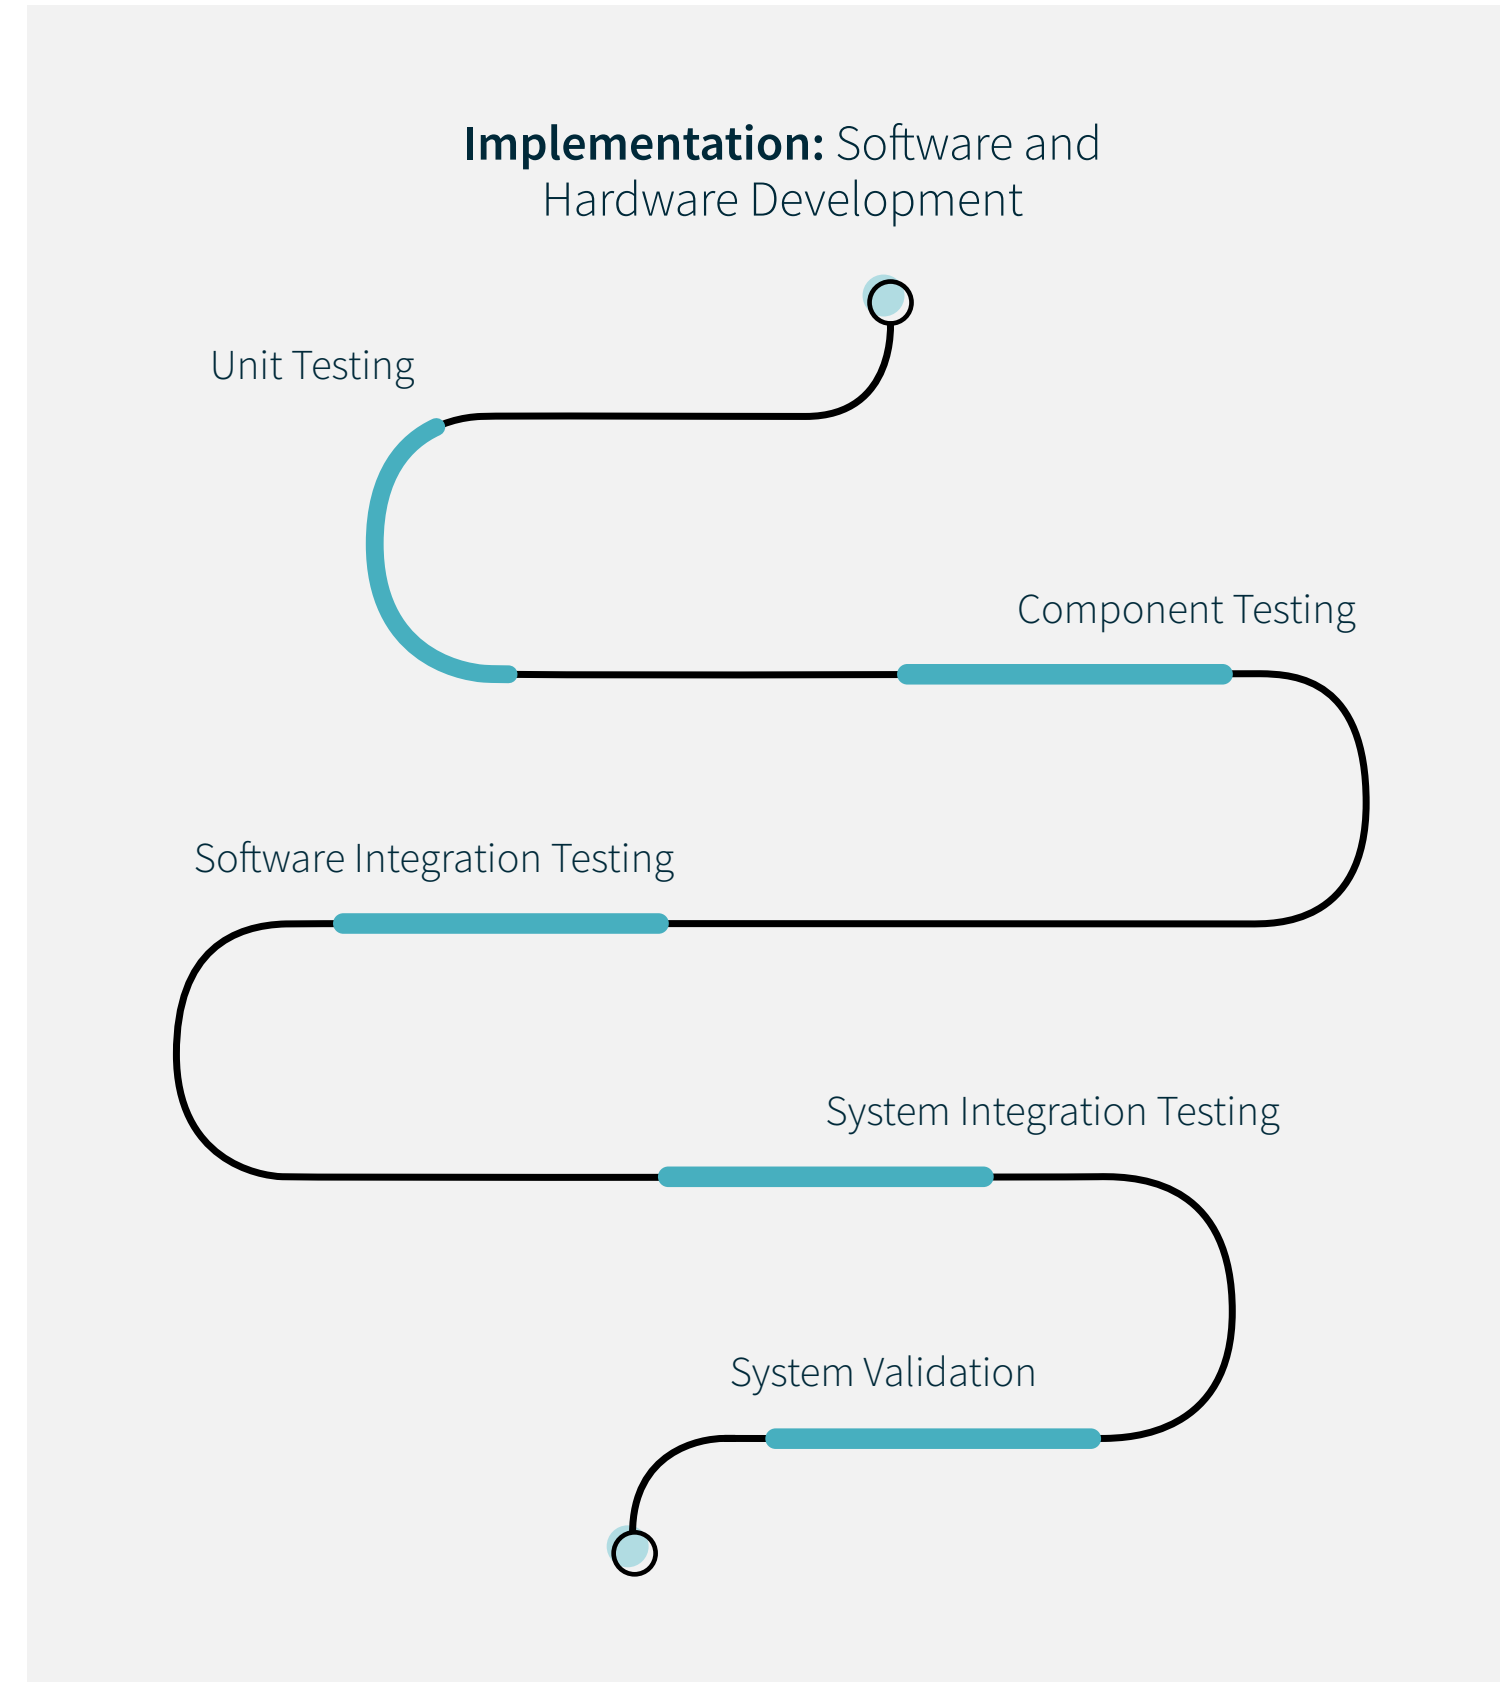 Implementation: Software and
Hardware Development
Unit Testing
Component Testing
Software Integration Testing
System Integration Testing
System Validation